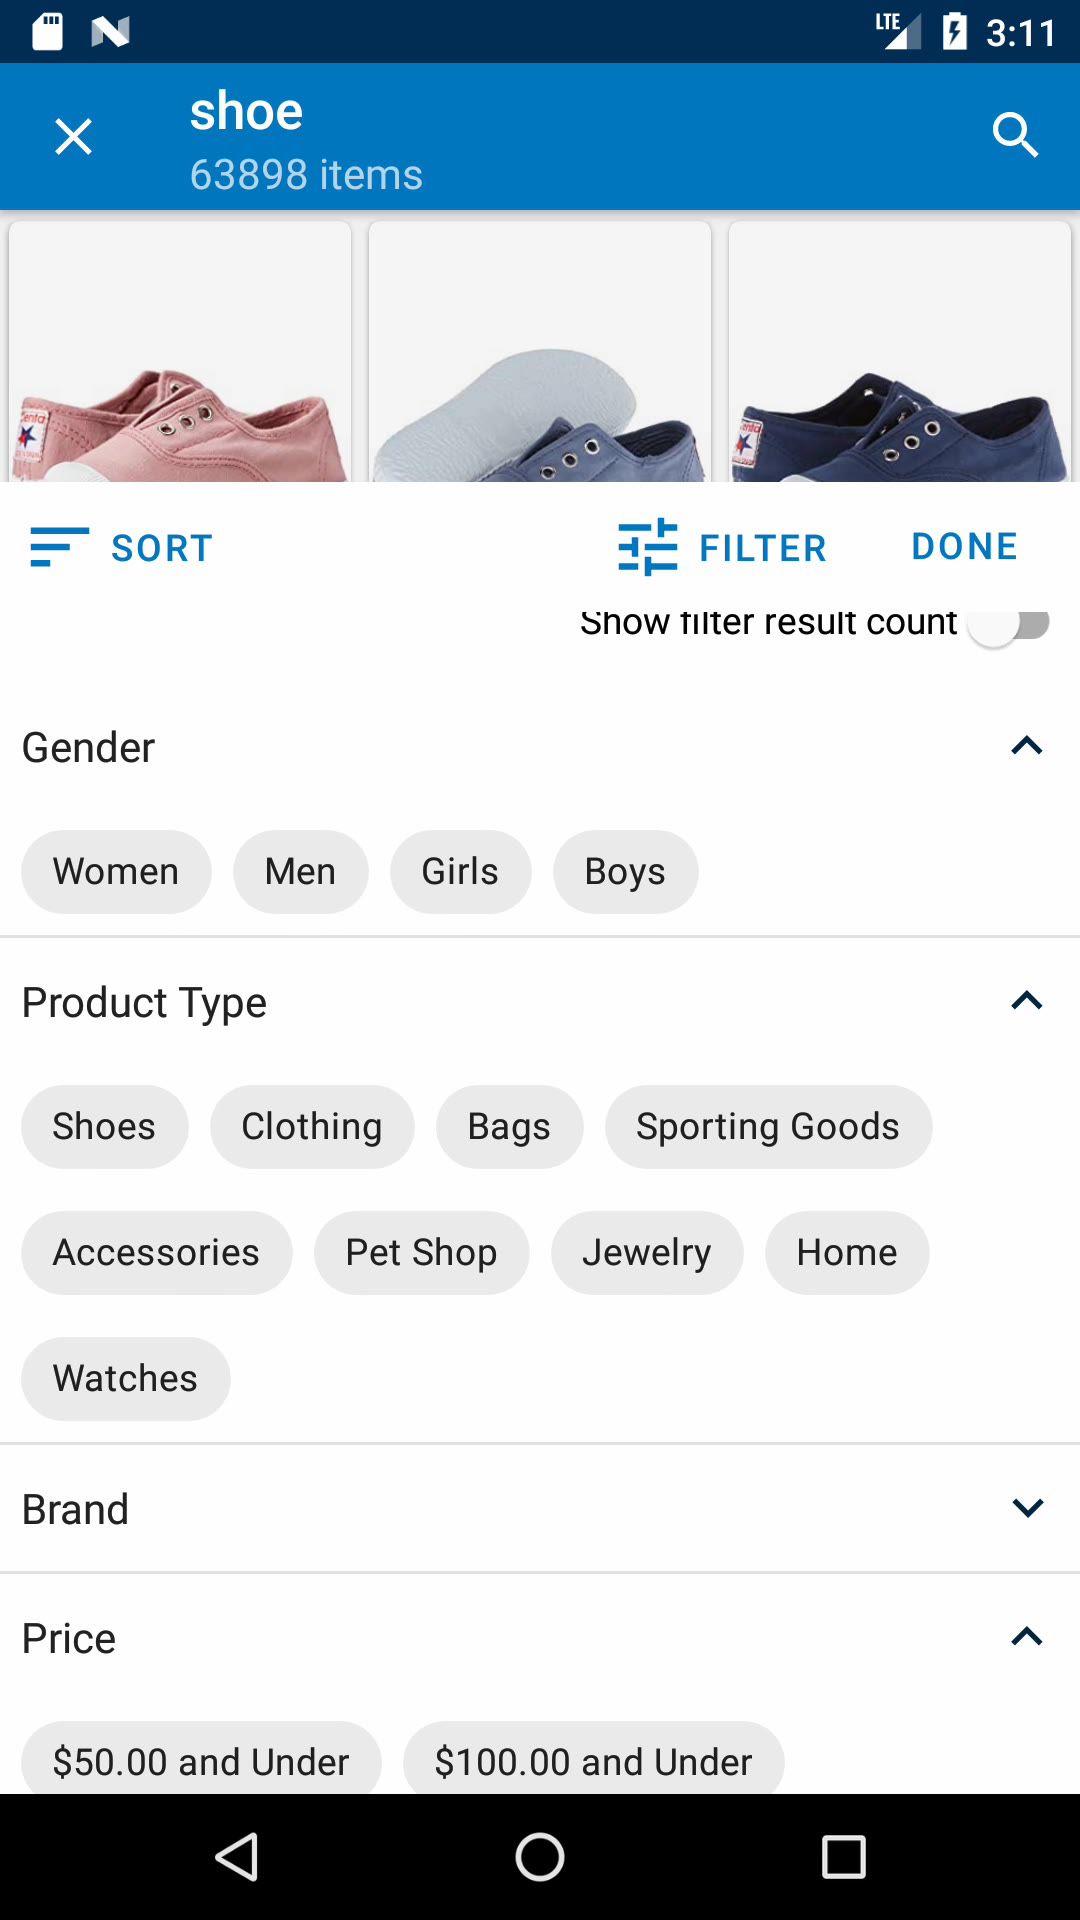 LTE 3:11
shoe
63898 items
SORT FILTER DONE
Show filter result count
Gender
Women Men Girls Boys
Product Type
Shoes Clothing Bags Sporting Goods
Accessories Pet Shop Jewelry Home
Watches
Brand
Price
$50.00 and Under $100.00 and Under